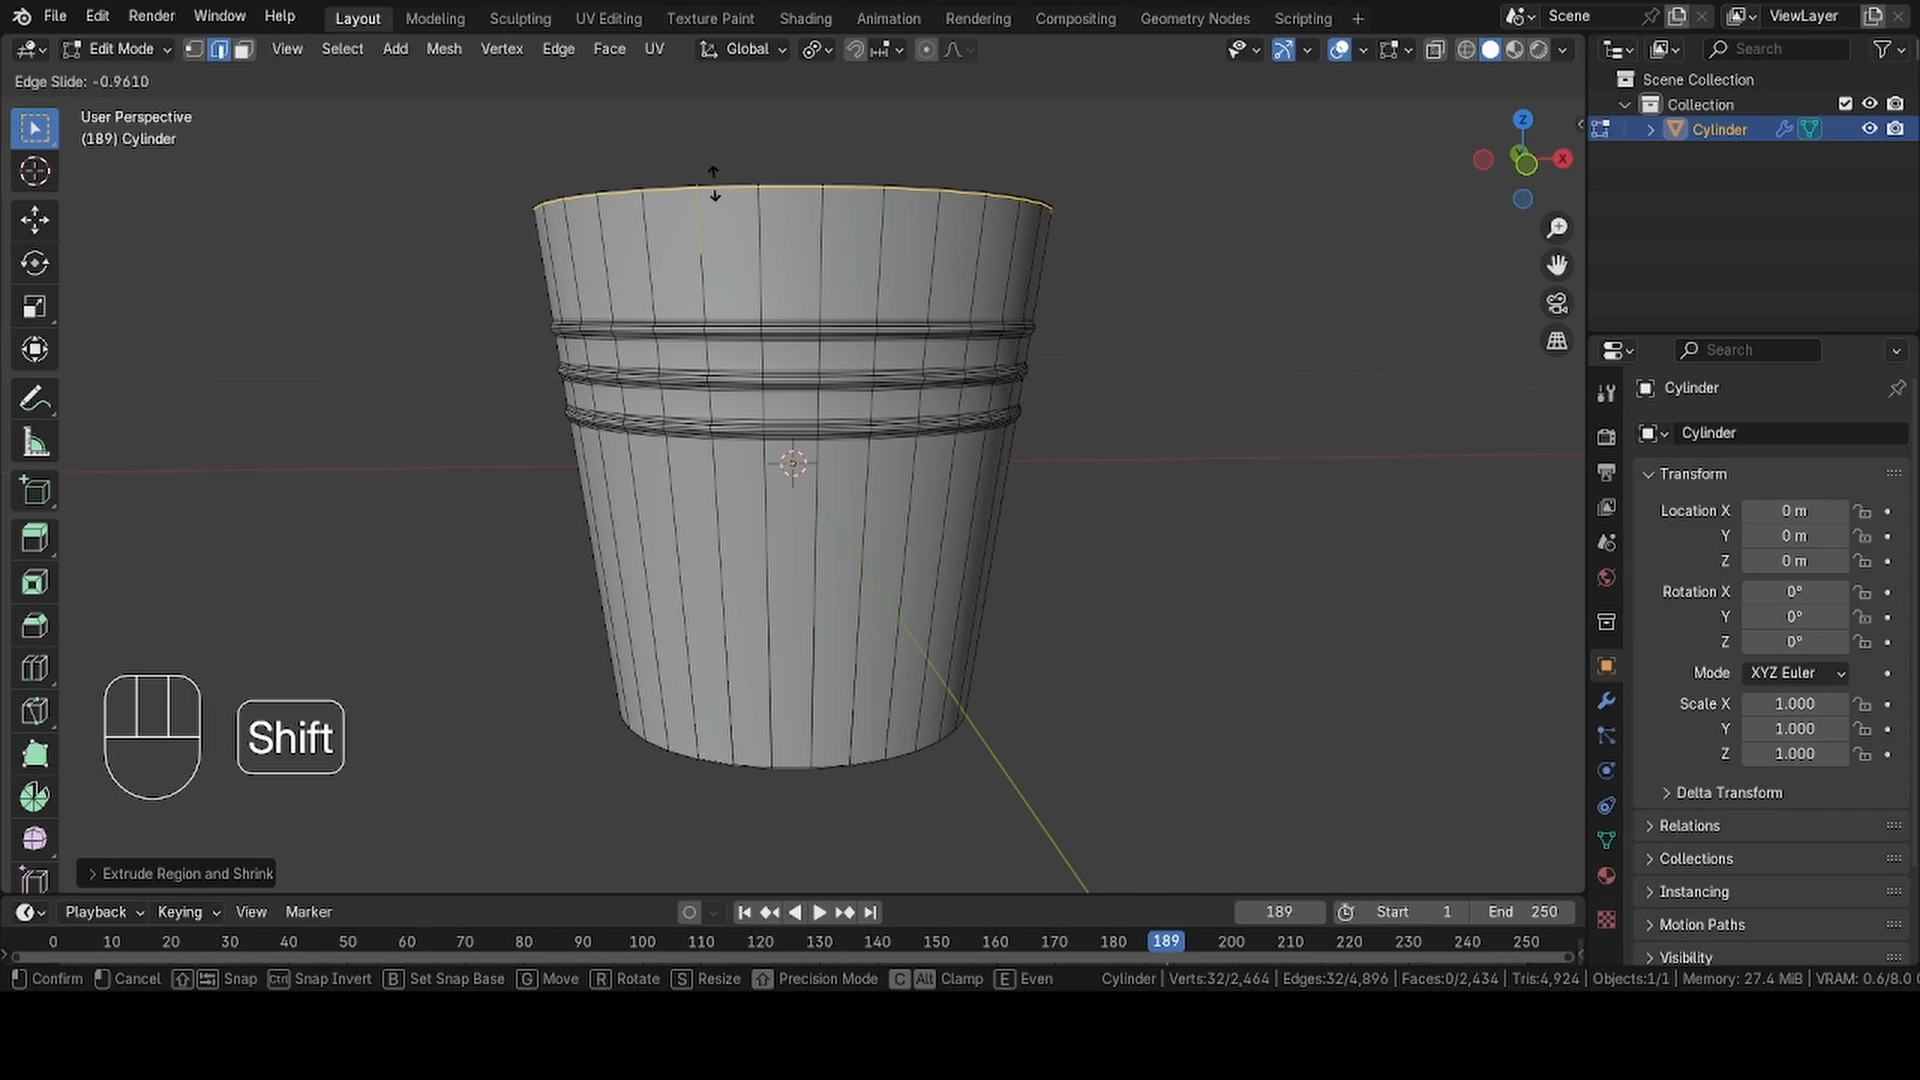 File Edit Render Window Help Layout Modeling Sculpting UV Editing Texture Paint Shading Animation Rendering Compositing Geometry Nodes Scripting + Scene ViewLayer
Edit Mode View Select Add Mesh Vertex Edge Face UV Global Search
Edge Slide: -0.9610
Scene Collection
Collection
Cylinder
User Perspective
(189) Cylinder
Z
X
Y
Search
Cylinder
Cylinder
Transform
Location X 0 m
Y 0 m
Z 0 m
Rotation X 0°
Y 0°
Z 0°
Mode XYZ Euler
Scale X 1.000
Y 1.000
Z 1.000
Delta Transform
Relations
Collections
Instancing
Motion Paths
Visibility
Shift
Extrude Region and Shrink
Playback Keying View Marker 189 Start 1 End 250
0 10 20 30 40 50 60 70 80 90 100 110 120 130 140 150 160 170 180 189 200 210 220 230 240 250
Confirm Cancel Snap Ctrl Snap Invert B Set Snap Base G Move R Rotate S Resize Precision Mode C Alt Clamp E Even Cylinder | Verts:32/2,464 | Edges:32/4,896 | Faces:0/2,434 | Tris:4,924 | Objects:1/1 | Memory: 27.4 MiB | VRAM: 0.6/8.0